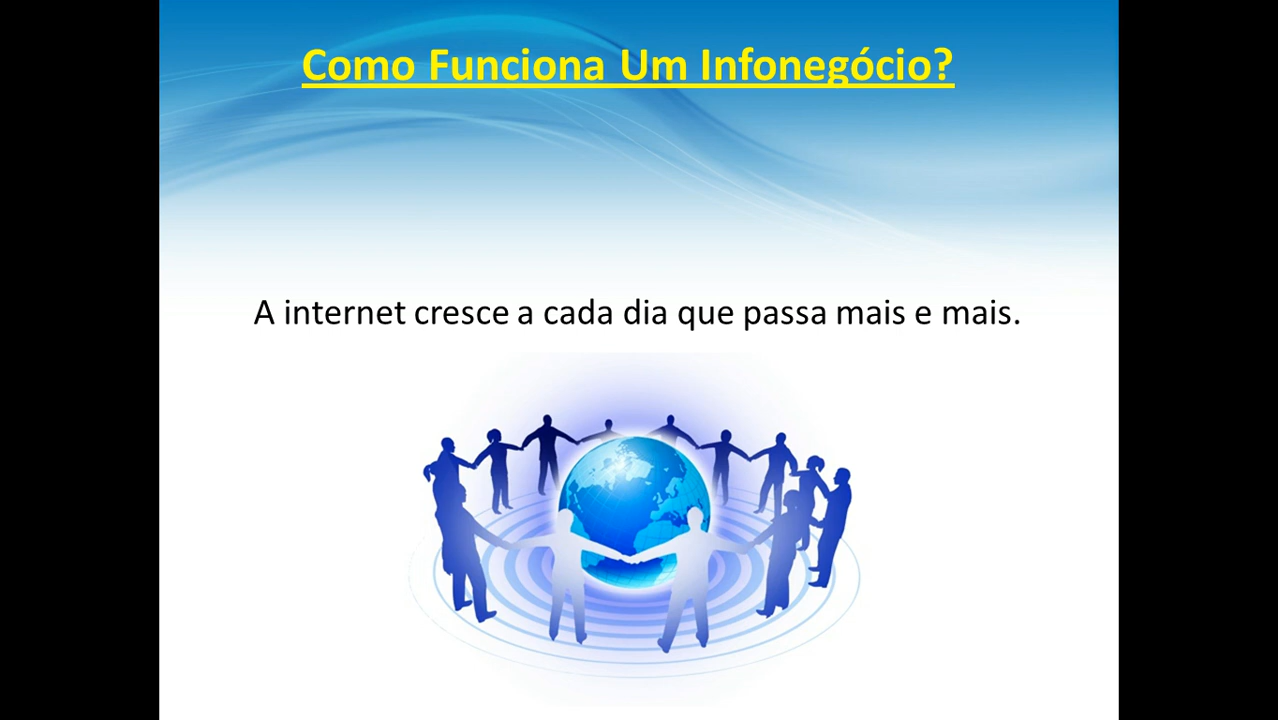 Como Funciona Um Infonegócio?
A internet cresce a cada dia que passa mais e mais.